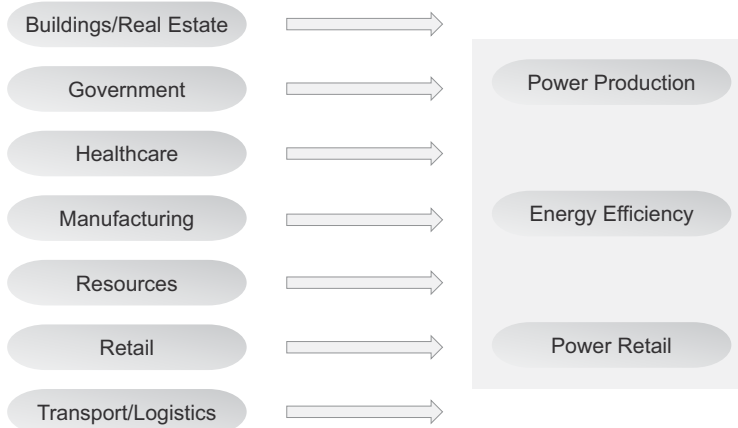 Buildings/Real Estate
Government
Healthcare
Manufacturing
Resources
Retail
Transport/Logistics
Power Production
Energy Efficiency
Power Retail